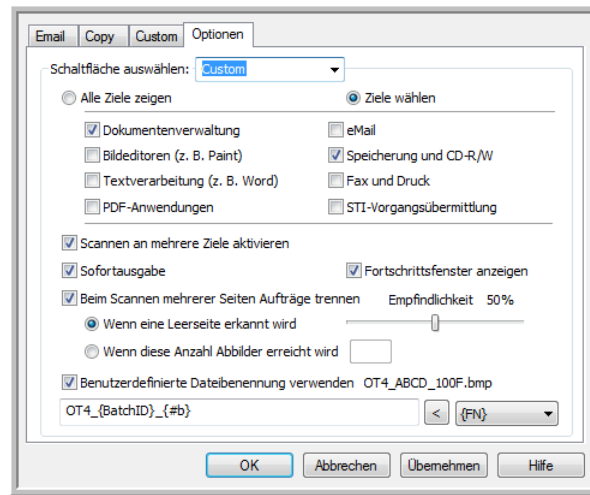 Email Copy Custom Optionen
Schaltfläche auswählen: Custom
Alle Ziele zeigen Ziele wählen
Dokumentenverwaltung eMail
Bildeditoren (z. B. Paint) Speicherung und CD-R/W
Textverarbeitung (z. B. Word) Fax und Druck
PDF-Anwendungen STI-Vorgangsübermittlung
Scannen an mehrere Ziele aktivieren
Sofortausgabe Fortschrittsfenster anzeigen
Beim Scannen mehrerer Seiten Aufträge trennen Empfindlichkeit 50%
Wenn eine Leerseite erkannt wird
Wenn diese Anzahl Abbilder erreicht wird
Benutzerdefinierte Dateibenennung verwenden OT4_ABCD_100F.bmp
OT4_{BatchID}_{#b} < {FN}
OK Abbrechen Übernehmen Hilfe